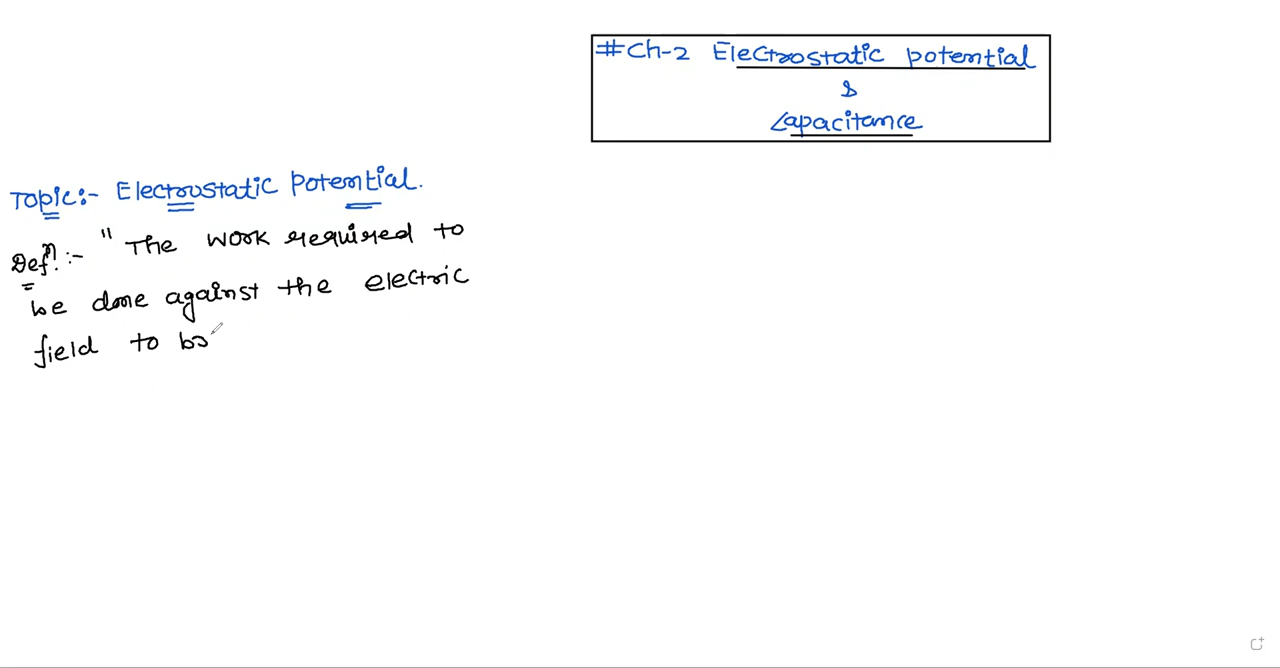 #Ch-2 Electrostatic potential
&
Capacitance
Topic:- Electrostatic Potential.
Defⁿ:- "The work required to
be done against the electric
field to